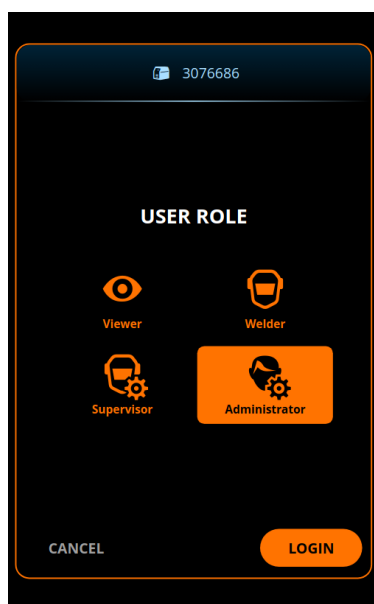 3076686
USER ROLE
Viewer
Welder
Supervisor
Administrator
CANCEL
LOGIN